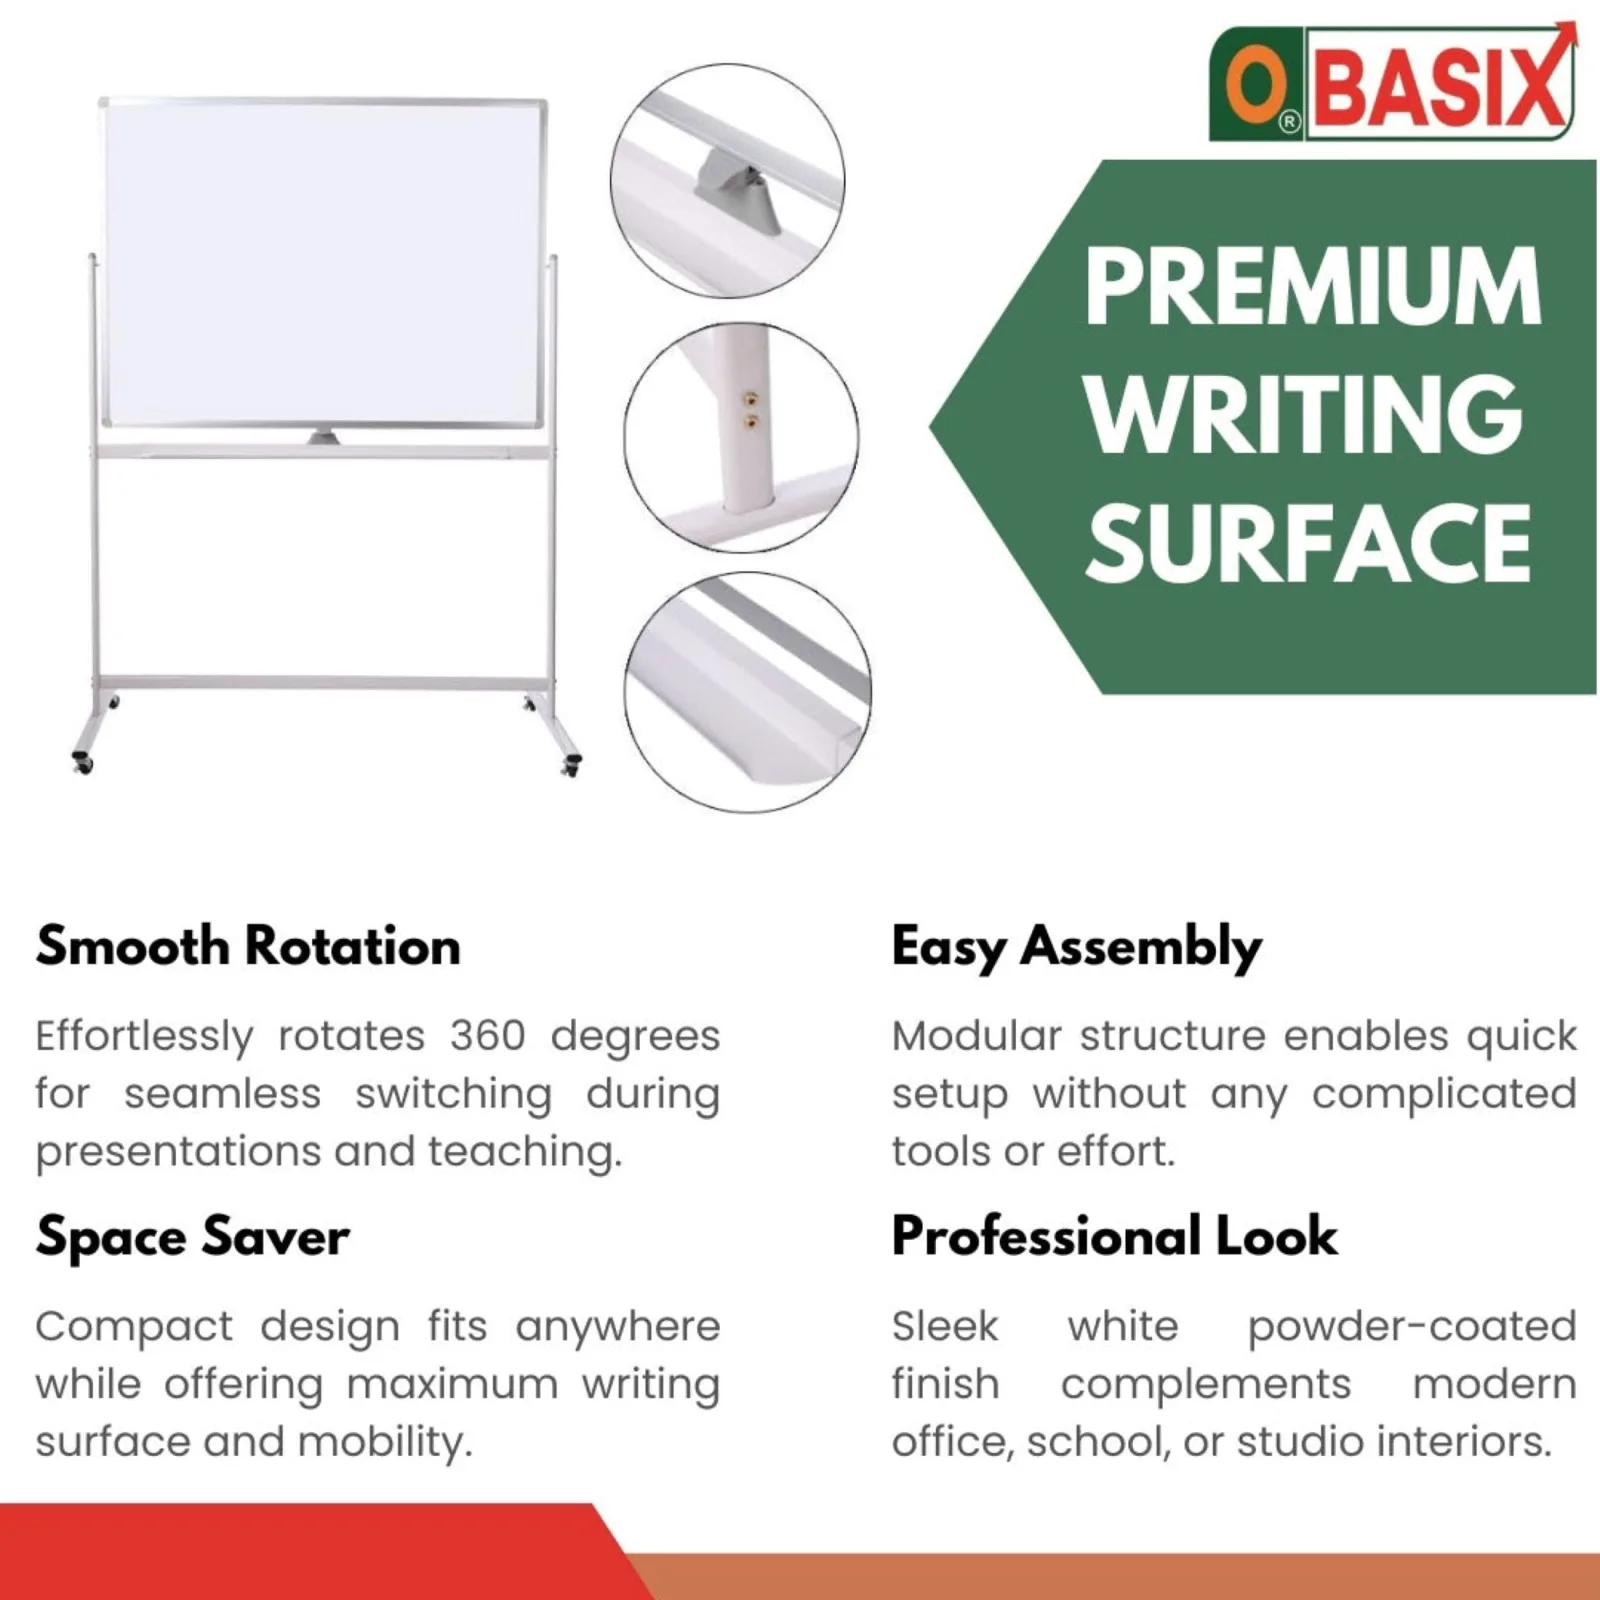 O BASIX
®
PREMIUM
WRITING
SURFACE
Smooth Rotation
Effortlessly rotates 360 degrees
for seamless switching during
presentations and teaching.
Easy Assembly
Modular structure enables quick
setup without any complicated
tools or effort.
Space Saver
Compact design fits anywhere
while offering maximum writing
surface and mobility.
Professional Look
Sleek white powder-coated
finish complements modern
office, school, or studio interiors.